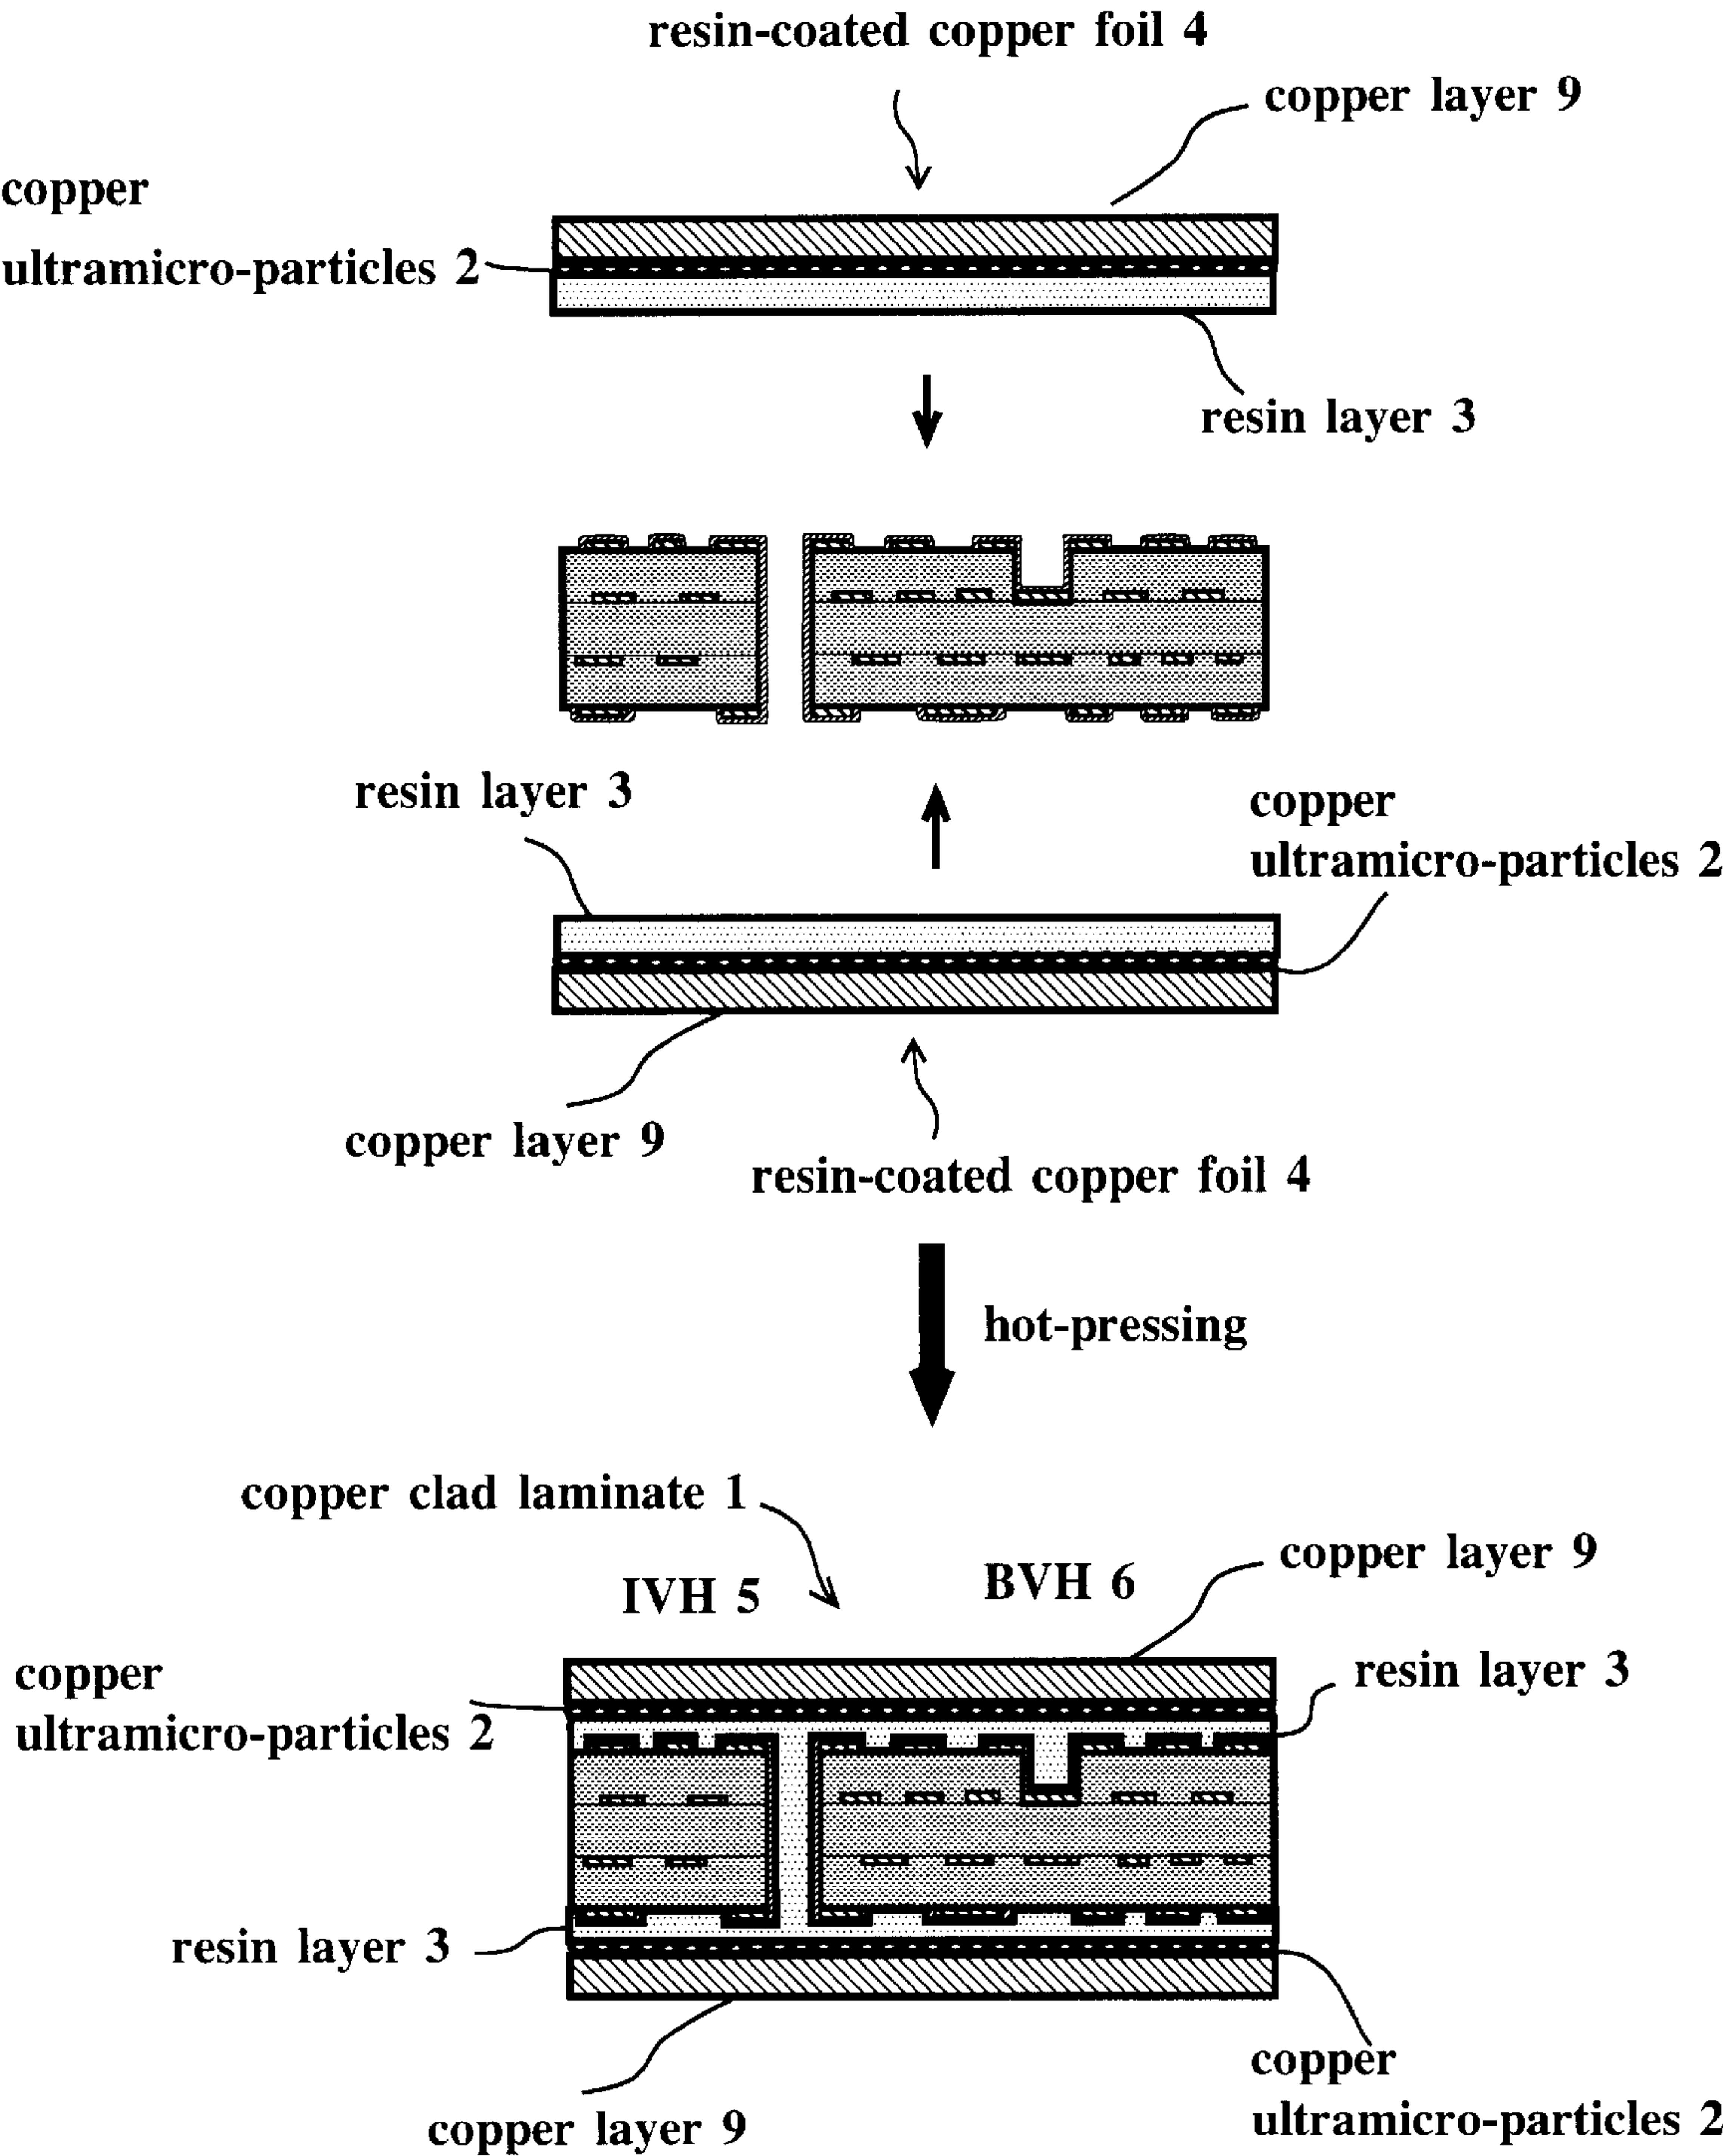 resin-coated copper foil 4
copper layer 9
copper
ultramicro-particles 2
resin layer 3
resin layer 3
copper
ultramicro-particles 2
copper layer 9
resin-coated copper foil 4
hot-pressing
copper clad laminate 1
IVH 5
BVH 6
copper layer 9
copper
ultramicro-particles 2
resin layer 3
resin layer 3
copper
ultramicro-particles 2
copper layer 9